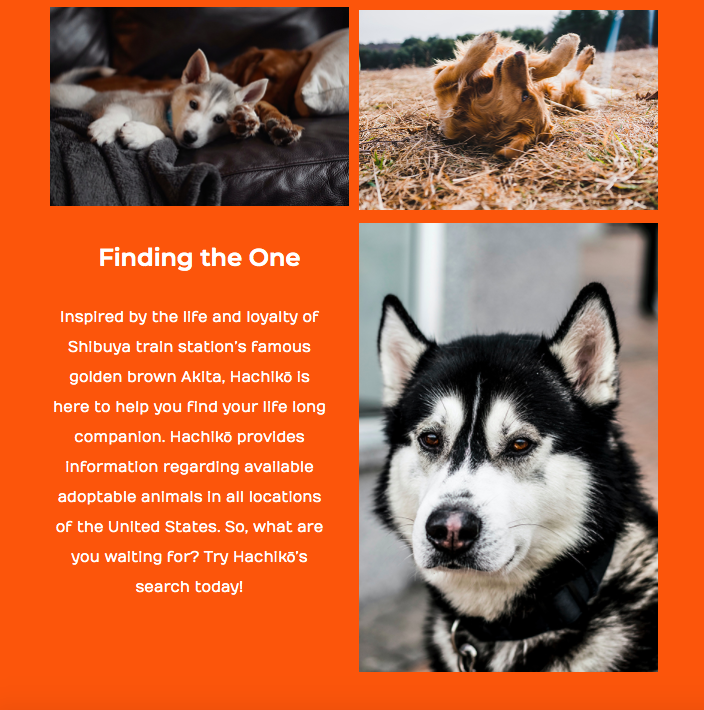 Finding the One
Inspired by the life and loyalty of
Shibuya train station's famous
golden brown Akita, Hachikō is
here to help you find your life long
companion. Hachikō provides
information regarding available
adoptable animals in all locations
of the United States. So, what are
you waiting for? Try Hachikō's
search today!